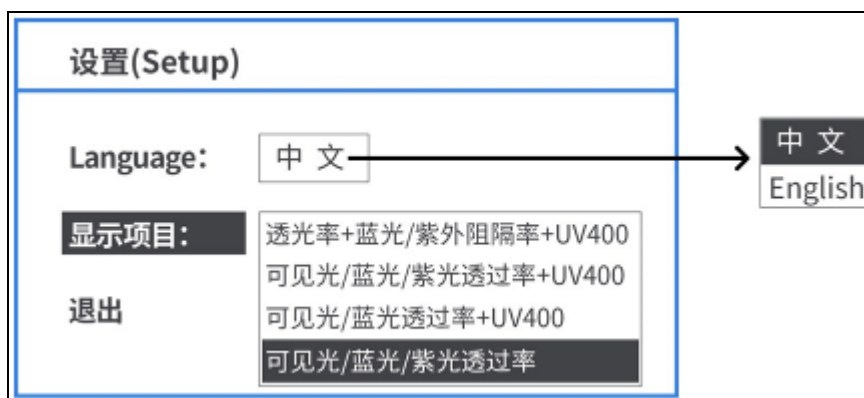 设置(Setup)
Language: 中 文
中 文
English
显示项目:
透光率+蓝光/紫外阻隔率+UV400
可见光/蓝光/紫光透过率+UV400
可见光/蓝光透过率+UV400
可见光/蓝光/紫光透过率
退出